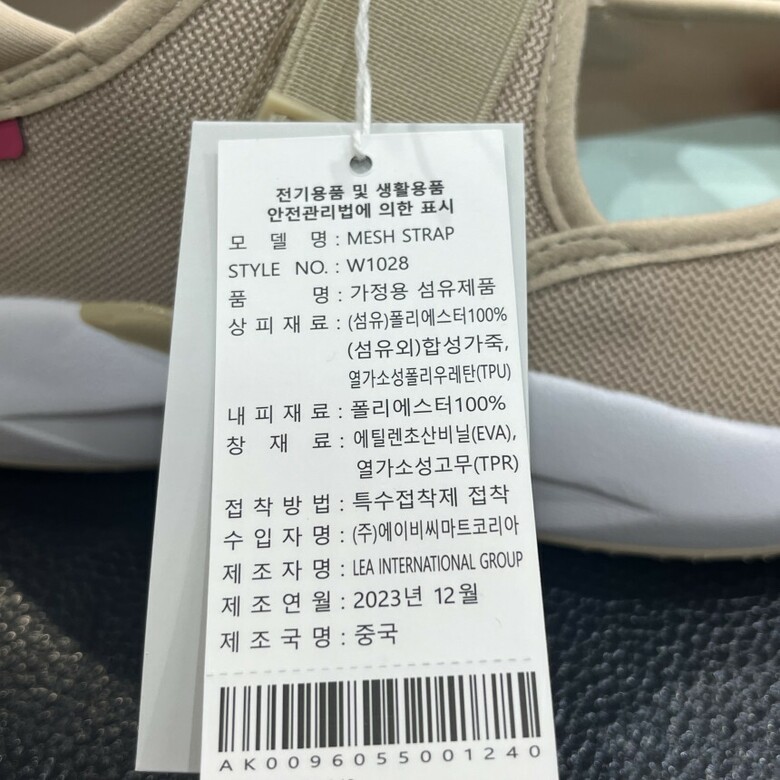 전기용품 및 생활용품
안전관리법에 의한 표시
모 델 명 : MESH STRAP
STYLE NO. : W1028
품 명 : 가정용 섬유제품
상 피 재 료 : (섬유)폴리에스터100%
(섬유외)합성가죽,
열가소성폴리우레탄(TPU)
내 피 재 료 : 폴리에스터100%
창 재 료 : 에틸렌초산비닐(EVA),
열가소성고무(TPR)
접 착 방 법 : 특수접착제 접착
수 입 자 명 : (주)에이비씨마트코리아
제 조 자 명 : LEA INTERNATIONAL GROUP
제 조 연 월 : 2023년 12월
제 조 국 명 : 중국
AK0096055001240